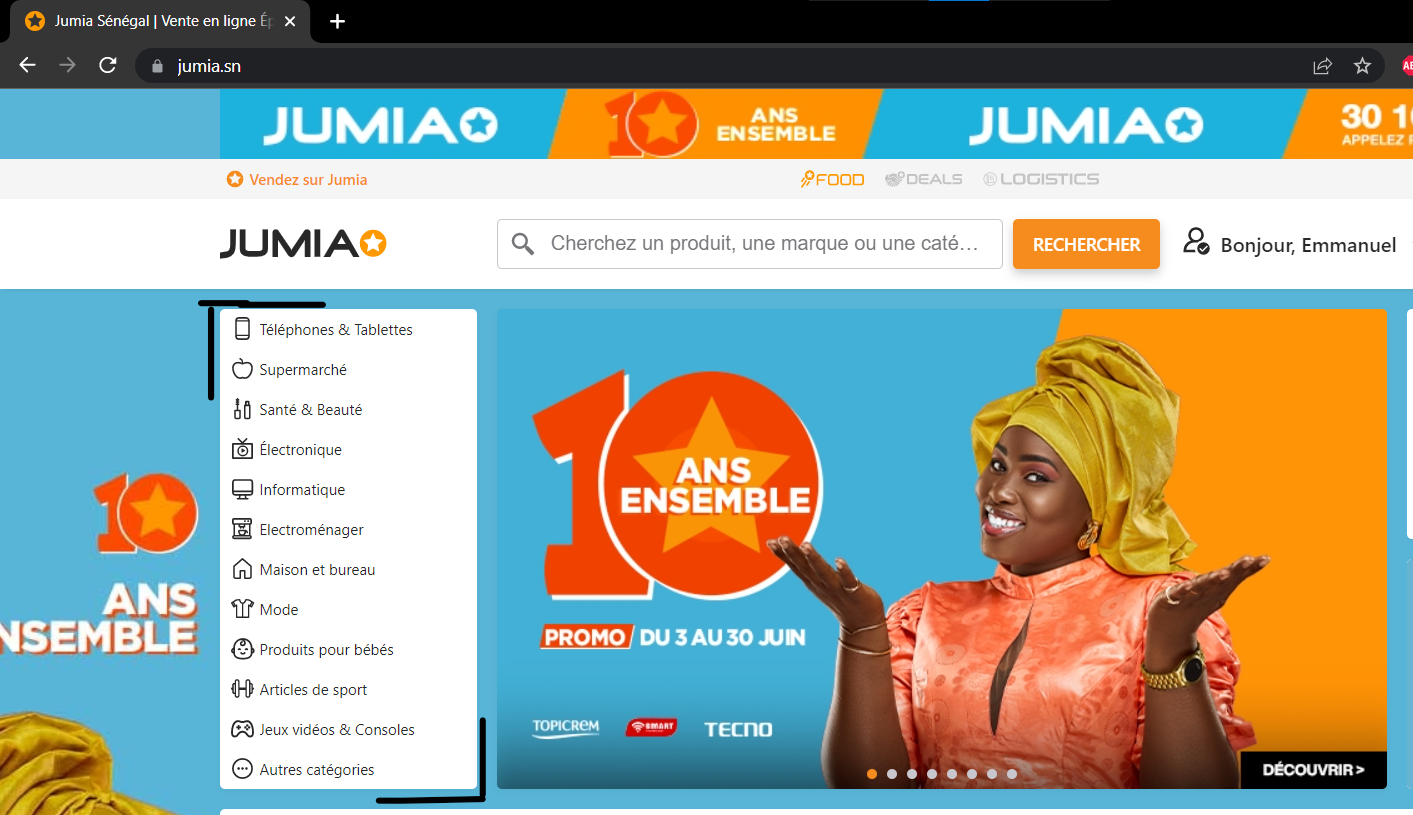 Jumia Sénégal | Vente en ligne Ép
jumia.sn
JUMIA 10 ANS ENSEMBLE JUMIA 30 10
APPELEZ
Vendez sur Jumia FOOD DEALS LOGISTICS
JUMIA Cherchez un produit, une marque ou une caté… RECHERCHER Bonjour, Emmanuel
Téléphones & Tablettes
Supermarché
Santé & Beauté
Électronique
Informatique
Electroménager
Maison et bureau
Mode
Produits pour bébés
Articles de sport
Jeux vidéos & Consoles
Autres catégories
10
ANS
NSEMBLE
10 ANS
ENSEMBLE
PROMO DU 3 AU 30 JUIN
TOPICREM SMART TECNO
DÉCOUVRIR >